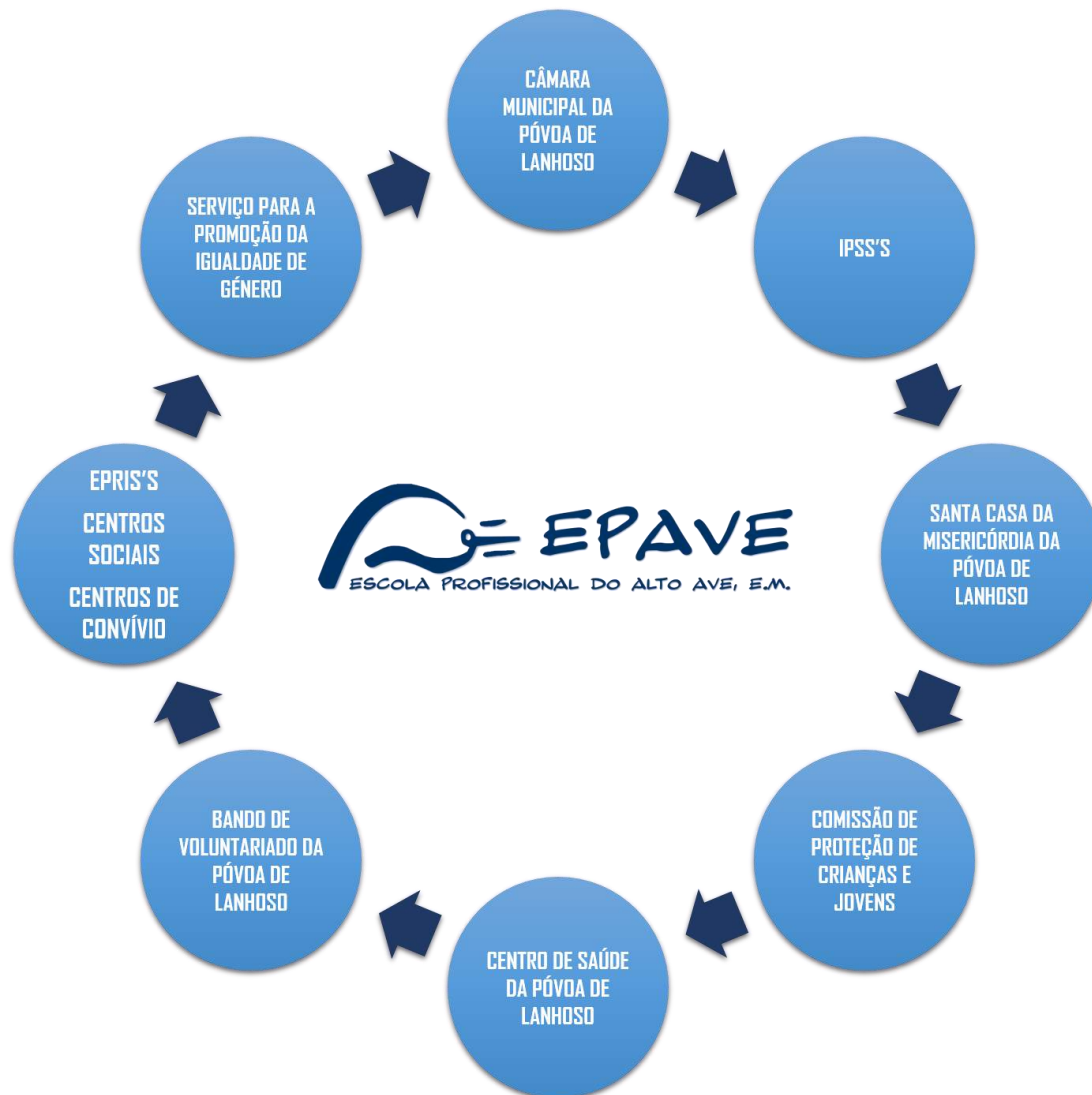 CÂMARA
MUNICIPAL DA
PÓVOA DE
LANHOSO
IPSS'S
SANTA CASA DA
MISERICÓRDIA DA
PÓVOA DE
LANHOSO
COMISSÃO DE
PROTEÇÃO DE
CRIANÇAS E
JOVENS
CENTRO DE SAÚDE
DA PÓVOA DE
LANHOSO
BANDO DE
VOLUNTARIADO DA
PÓVOA DE
LANHOSO
EPRIS'S
CENTROS
SOCIAIS
CENTROS DE
CONVÍVIO
SERVIÇO PARA A
PROMOÇÃO DA
IGUALDADE DE
GÉNERO
EPAVE
ESCOLA PROFISSIONAL DO ALTO AVE, E.M.